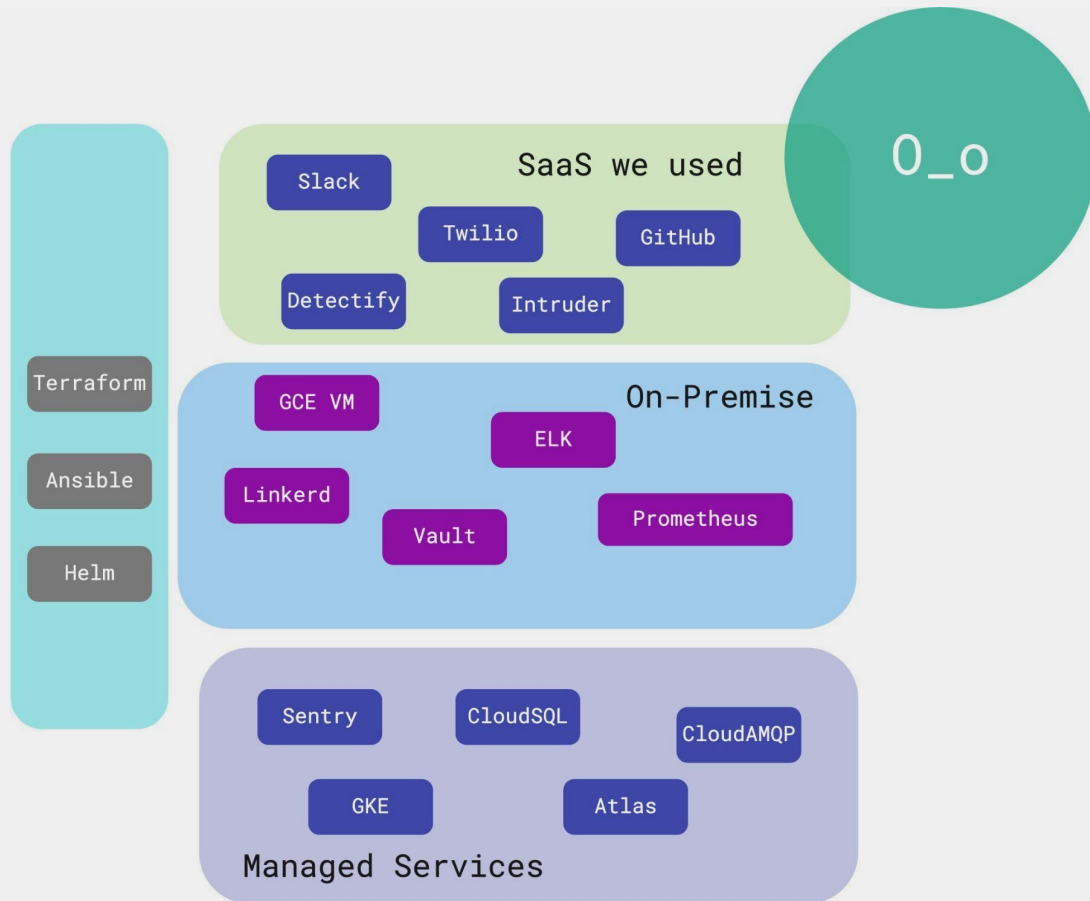 O_o
SaaS we used
Slack
Twilio
GitHub
Detectify
Intruder
Terraform
Ansible
Helm
On-Premise
GCE VM
ELK
Linkerd
Vault
Prometheus
Sentry
CloudSQL
CloudAMQP
GKE
Atlas
Managed Services